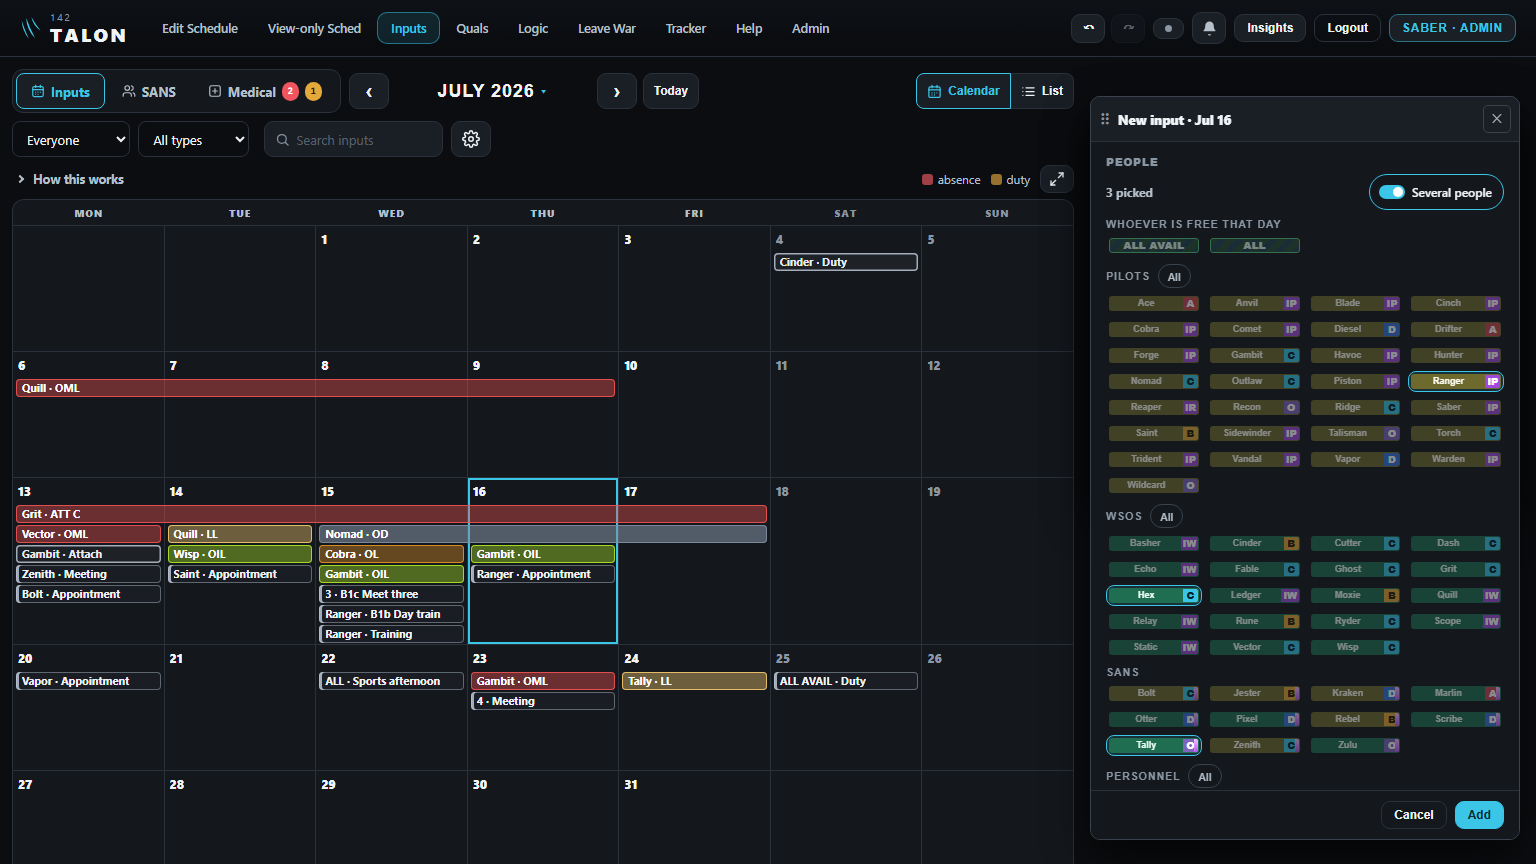 142
TALON
Edit Schedule
View-only Sched
Inputs
Quals
Logic
Leave War
Tracker
Help
Admin
Insights
Logout
SABER · ADMIN
Inputs
SANS
Medical 2 1
JULY 2026
Today
Calendar
List
Everyone
All types
Search inputs
How this works
absence
duty
MON TUE WED THU FRI SAT SUN
1 2 3 4 5
Cinder · Duty
6 7 8 9 10 11 12
Quill · OML
13 14 15 16 17 18 19
Grit · ATT C
Vector · OML
Quill · LL
Nomad · OD
Gambit · Attach
Wisp · OIL
Cobra · OL
Gambit · OIL
Zenith · Meeting
Saint · Appointment
Gambit · OIL
Ranger · Appointment
Bolt · Appointment
3 · B1c Meet three
Ranger · B1b Day train
Ranger · Training
20 21 22 23 24 25 26
Vapor · Appointment
ALL · Sports afternoon
Gambit · OML
Tally · LL
ALL AVAIL · Duty
4 · Meeting
27 28 29 30 31
New input · Jul 16
PEOPLE
3 picked
Several people
WHOEVER IS FREE THAT DAY
ALL AVAIL
ALL
PILOTS All
Ace A Anvil IP Blade IP Cinch IP
Cobra IP Comet IP Diesel D Drifter A
Forge IP Gambit C Havoc IP Hunter IP
Nomad C Outlaw C Piston IP Ranger IP
Reaper IR Recon O Ridge C Saber IP
Saint B Sidewinder IP Talisman O Torch C
Trident IP Vandal IP Vapor D Warden IP
Wildcard O
WSOS All
Basher IW Cinder B Cutter C Dash C
Echo IW Fable C Ghost C Grit C
Hex C Ledger IW Moxie B Quill IW
Relay IW Rune B Ryder C Scope IW
Static IW Vector C Wisp C
SANS
Bolt C Jester B Kraken D Marlin A
Otter D Pixel D Rebel B Scribe D
Tally O Zenith C Zulu O
PERSONNEL All
Cancel
Add